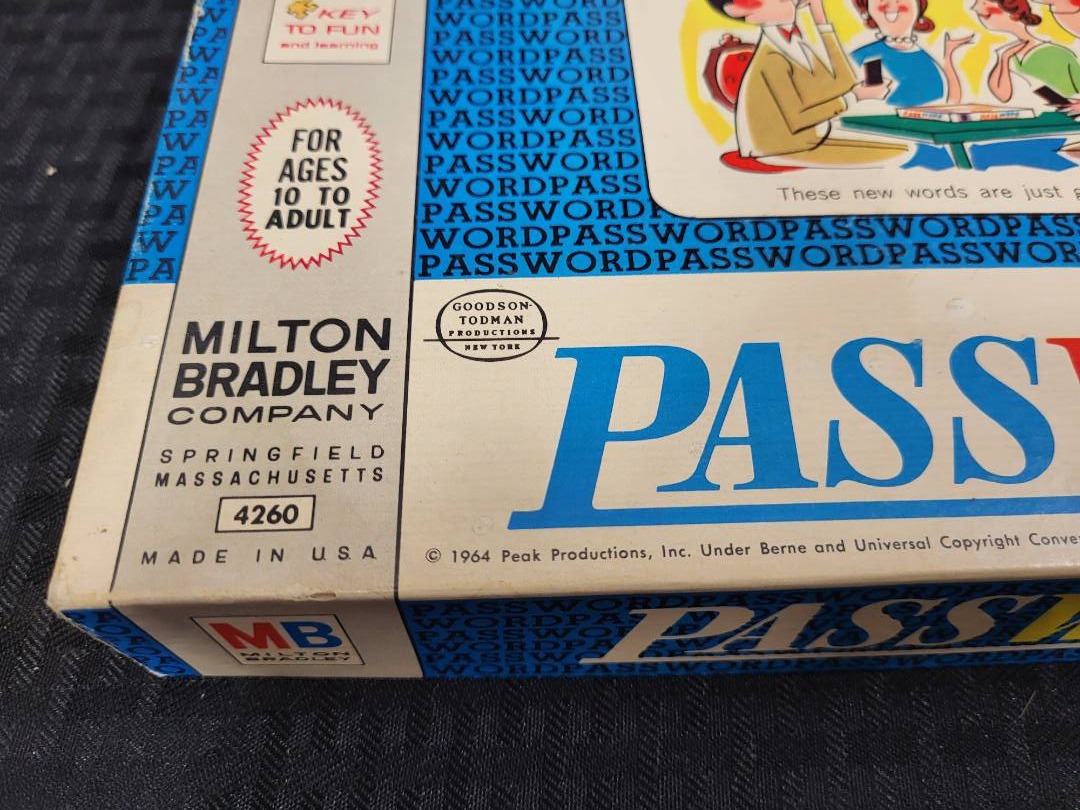 KEY
TO FUN
and learning
FOR
AGES
10 TO
ADULT
MILTON
BRADLEY
COMPANY
SPRINGFIELD
MASSACHUSETTS
4260
MADE IN U.S.A
WORDPASS
PASSWORD
WORDPASS
PASSWORD
WORDPASS
PASSWORD
WORDPASS
PASSWORD
WORDPASS
PASSWORD
WORDPASSWORDPASSWORDPASS
PASSWORDPASSWORDPASSWORD
These new words are just
GOODSON-
TODMAN
PRODUCTIONS
NEW YORK
PASS
© 1964 Peak Productions, Inc. Under Berne and Universal Copyright Conve
MB
MILTON
BRADLEY
PASS